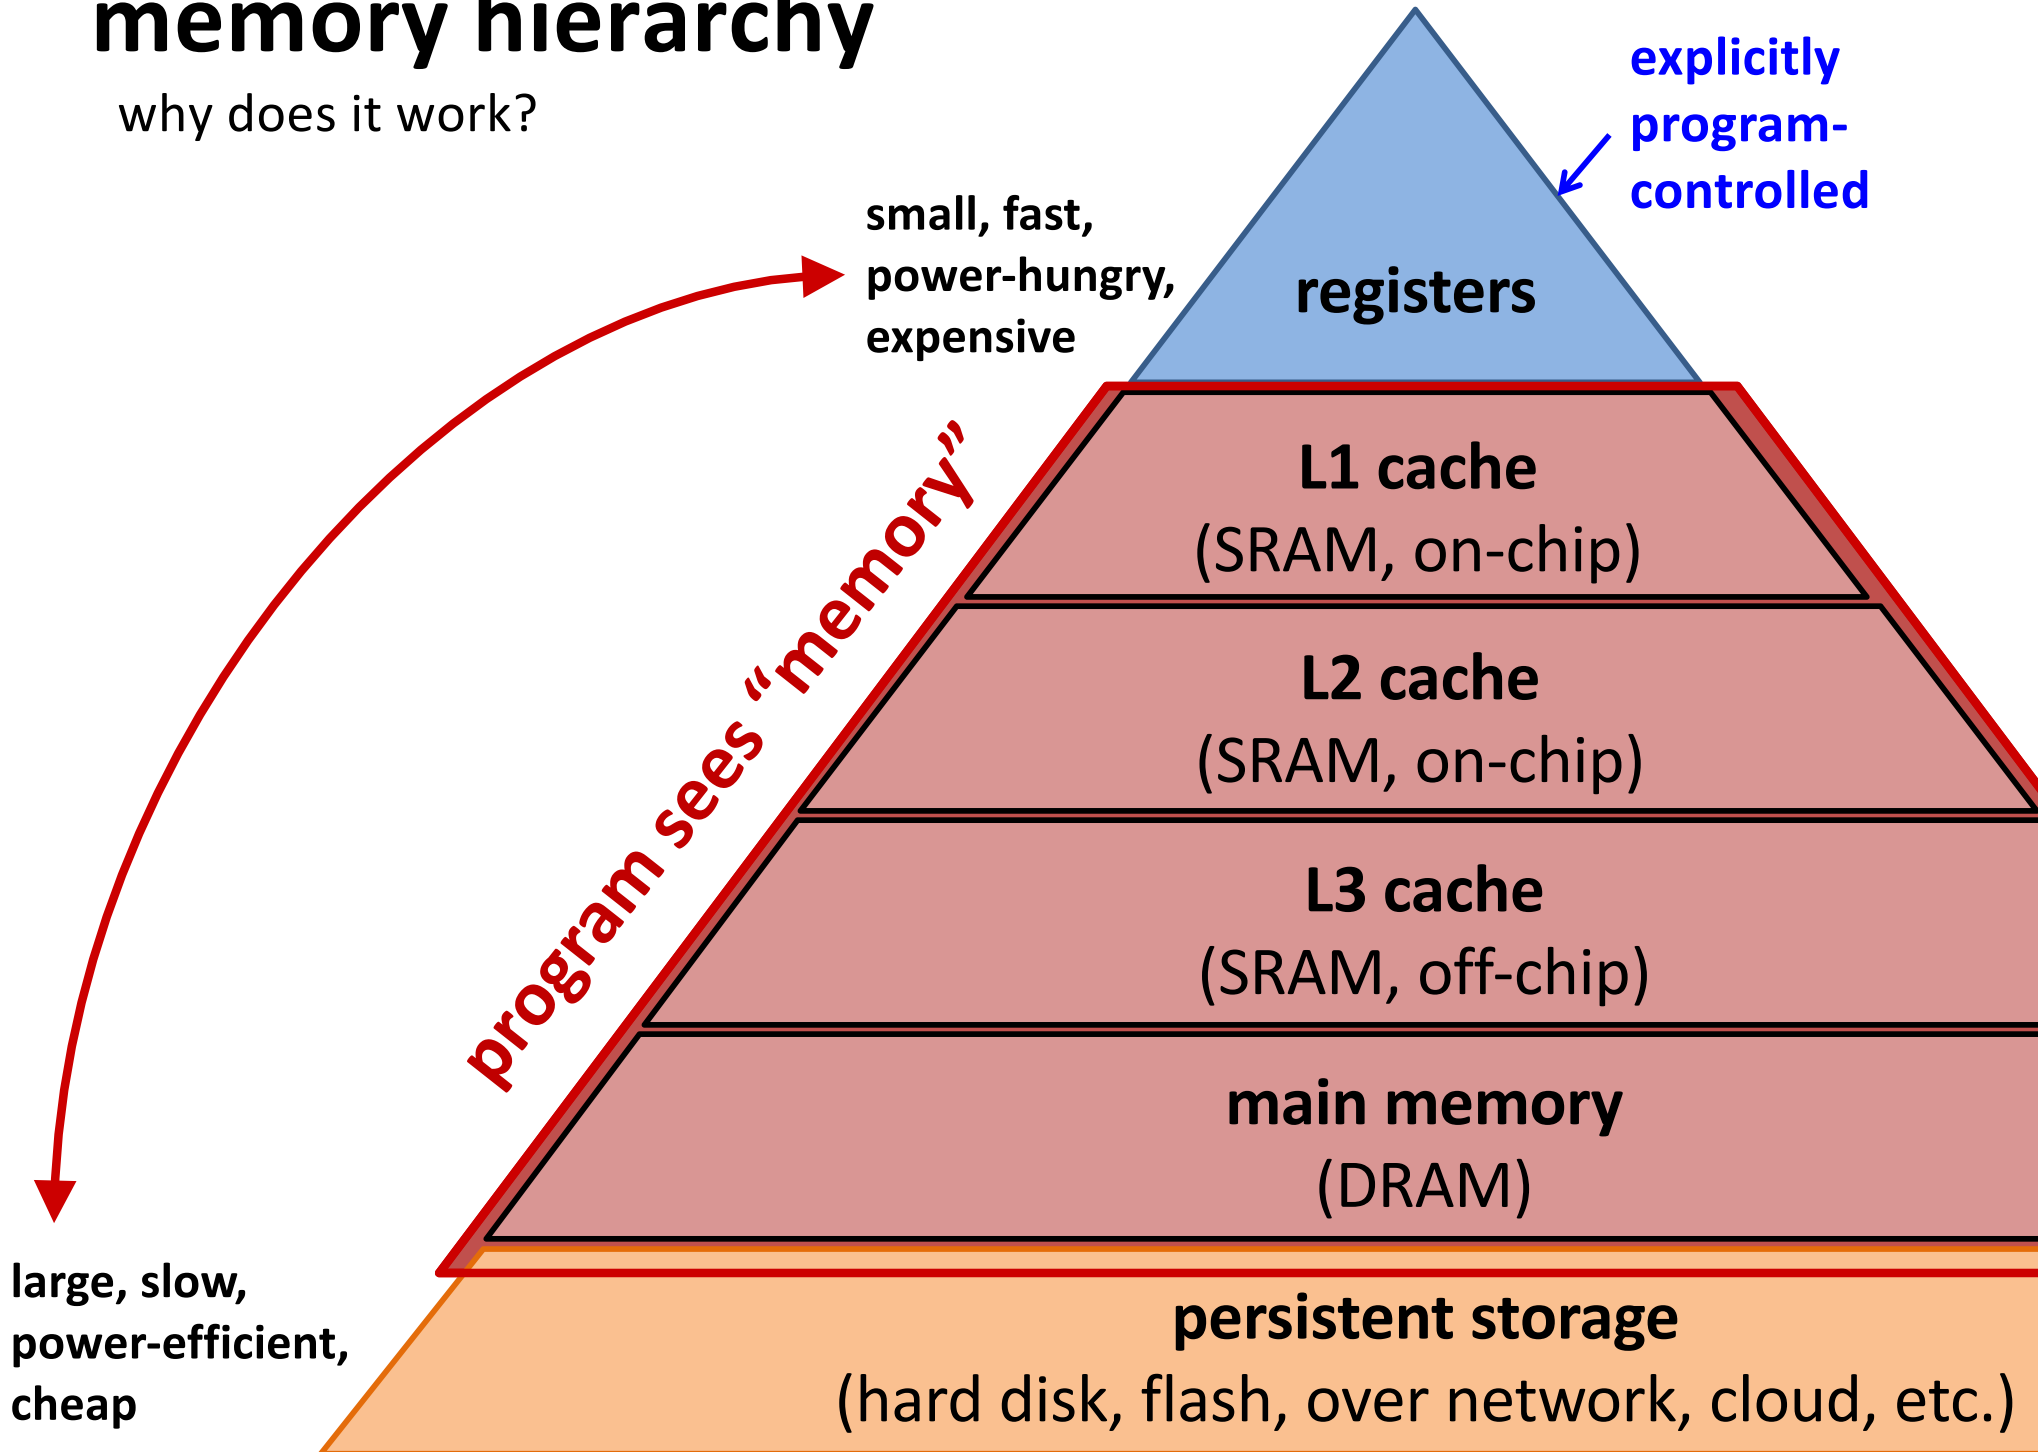 memory hierarchy
why does it work?
explicitly
program-
controlled
small, fast,
power-hungry,
expensive
registers
program sees “memory”
L1 cache
(SRAM, on-chip)
L2 cache
(SRAM, on-chip)
L3 cache
(SRAM, off-chip)
main memory
(DRAM)
large, slow,
power-efficient,
cheap
persistent storage
(hard disk, flash, over network, cloud, etc.)